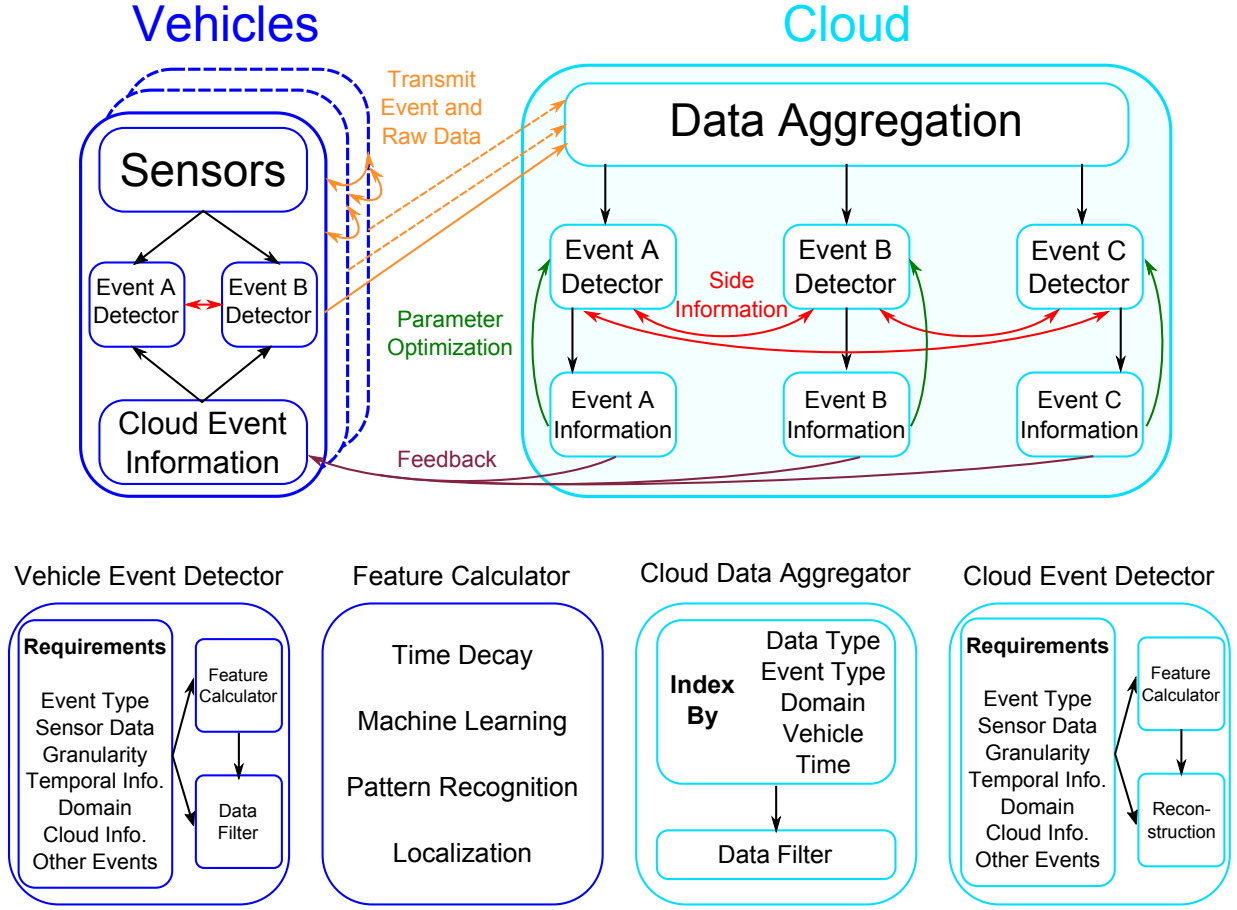 Vehicles
Cloud
Transmit
Event and
Raw Data
Sensors
Event A
Detector
Event B
Detector
Cloud Event
Information
Parameter
Optimization
Feedback
Data Aggregation
Event A
Detector
Event B
Detector
Event C
Detector
Side
Information
Event A
Information
Event B
Information
Event C
Information
Vehicle Event Detector
Requirements
Event Type
Sensor Data
Granularity
Temporal Info.
Domain
Cloud Info.
Other Events
Feature
Calculator
Data
Filter
Feature Calculator
Time Decay
Machine Learning
Pattern Recognition
Localization
Cloud Data Aggregator
Index
By
Data Type
Event Type
Domain
Vehicle
Time
Data Filter
Cloud Event Detector
Requirements
Event Type
Sensor Data
Granularity
Temporal Info.
Domain
Cloud Info.
Other Events
Feature
Calculator
Recon-
struction